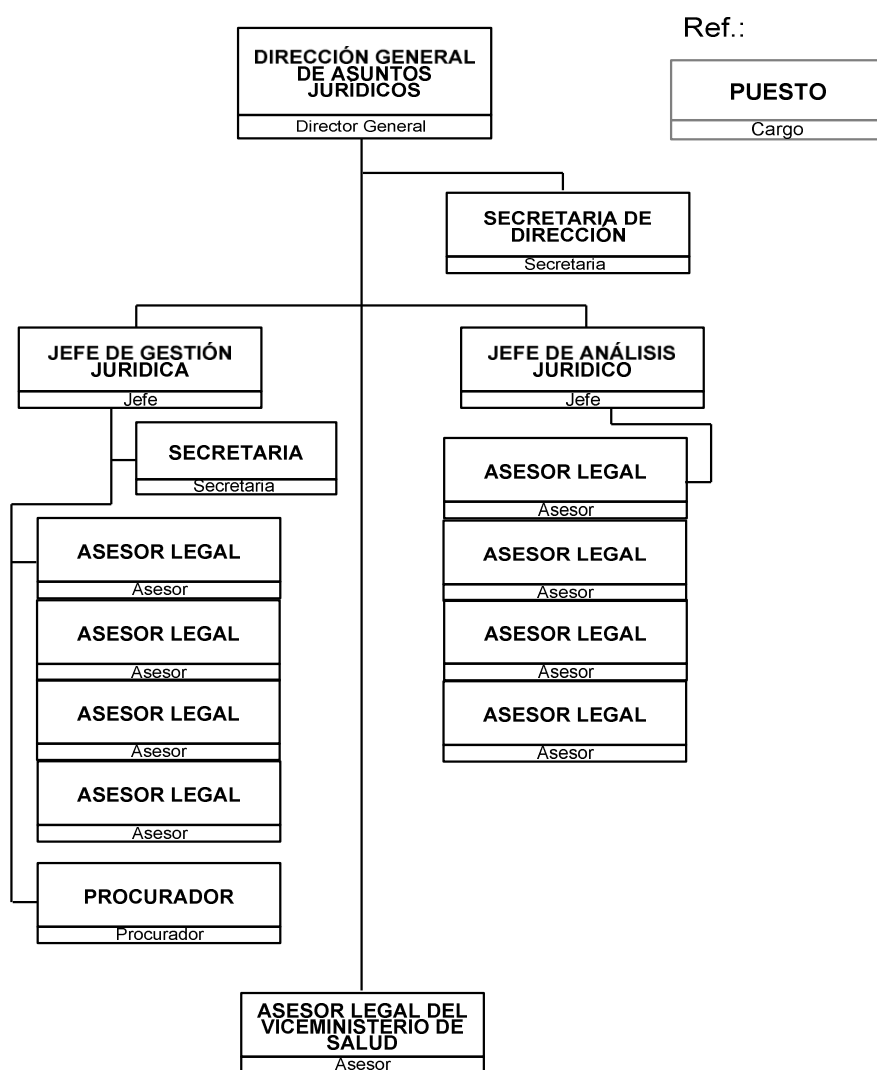 Ref.:
DIRECCIÓN GENERAL
DE ASUNTOS
JURÍDICOS
Director General
PUESTO
Cargo
SECRETARIA DE
DIRECCIÓN
Secretaria
JEFE DE GESTIÓN
JURIDICA
Jefe
JEFE DE ANÁLISIS
JURIDICO
Jefe
SECRETARIA
Secretaria
ASESOR LEGAL
Asesor
ASESOR LEGAL
Asesor
ASESOR LEGAL
Asesor
ASESOR LEGAL
Asesor
PROCURADOR
Procurador
ASESOR LEGAL
Asesor
ASESOR LEGAL
Asesor
ASESOR LEGAL
Asesor
ASESOR LEGAL
Asesor
ASESOR LEGAL DEL
VICEMINISTERIO DE
SALUD
Asesor